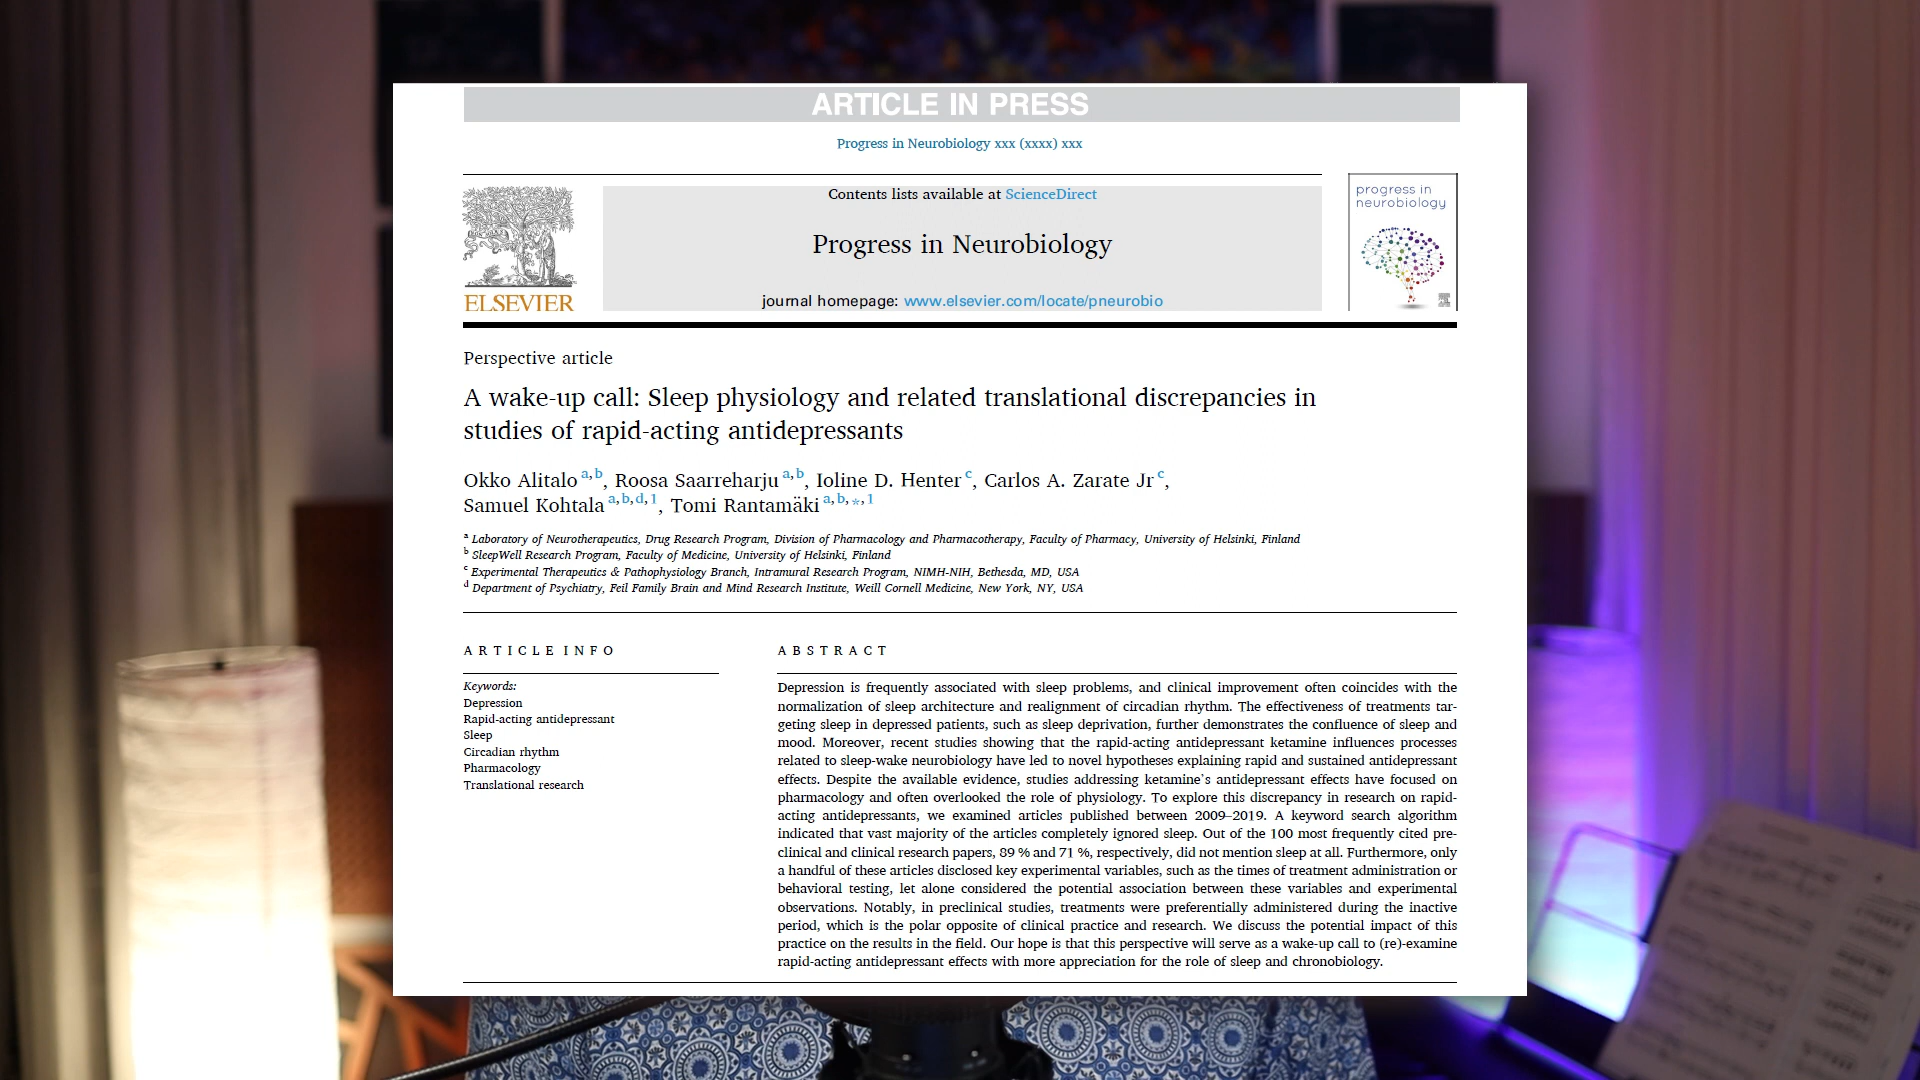 ARTICLE IN PRESS
Progress in Neurobiology xxx (xxxx) xxx
Contents lists available at ScienceDirect
Progress in Neurobiology
journal homepage: www.elsevier.com/locate/pneurobio
ELSEVIER
progress in
neurobiology
Perspective article
A wake-up call: Sleep physiology and related translational discrepancies in
studies of rapid-acting antidepressants
Okko Alitalo a,b, Roosa Saarreharju a,b, Ioline D. Henter c, Carlos A. Zarate Jr c,
Samuel Kohtala a,b,d,1, Tomi Rantamäki a,b,*,1
a Laboratory of Neurotherapeutics, Drug Research Program, Division of Pharmacology and Pharmacotherapy, Faculty of Pharmacy, University of Helsinki, Finland
b SleepWell Research Program, Faculty of Medicine, University of Helsinki, Finland
c Experimental Therapeutics & Pathophysiology Branch, Intramural Research Program, NIMH-NIH, Bethesda, MD, USA
d Department of Psychiatry, Feil Family Brain and Mind Research Institute, Weill Cornell Medicine, New York, NY, USA
ARTICLE INFO
Keywords:
Depression
Rapid-acting antidepressant
Sleep
Circadian rhythm
Pharmacology
Translational research
ABSTRACT
Depression is frequently associated with sleep problems, and clinical improvement often coincides with the
normalization of sleep architecture and realignment of circadian rhythm. The effectiveness of treatments tar-
geting sleep in depressed patients, such as sleep deprivation, further demonstrates the confluence of sleep and
mood. Moreover, recent studies showing that the rapid-acting antidepressant ketamine influences processes
related to sleep-wake neurobiology have led to novel hypotheses explaining rapid and sustained antidepressant
effects. Despite the available evidence, studies addressing ketamine's antidepressant effects have focused on
pharmacology and often overlooked the role of physiology. To explore this discrepancy in research on rapid-
acting antidepressants, we examined articles published between 2009–2019. A keyword search algorithm
indicated that vast majority of the articles completely ignored sleep. Out of the 100 most frequently cited pre-
clinical and clinical research papers, 89 % and 71 %, respectively, did not mention sleep at all. Furthermore, only
a handful of these articles disclosed key experimental variables, such as the times of treatment administration or
behavioral testing, let alone considered the potential association between these variables and experimental
observations. Notably, in preclinical studies, treatments were preferentially administered during the inactive
period, which is the polar opposite of clinical practice and research. We discuss the potential impact of this
practice on the results in the field. Our hope is that this perspective will serve as a wake-up call to (re)-examine
rapid-acting antidepressant effects with more appreciation for the role of sleep and chronobiology.